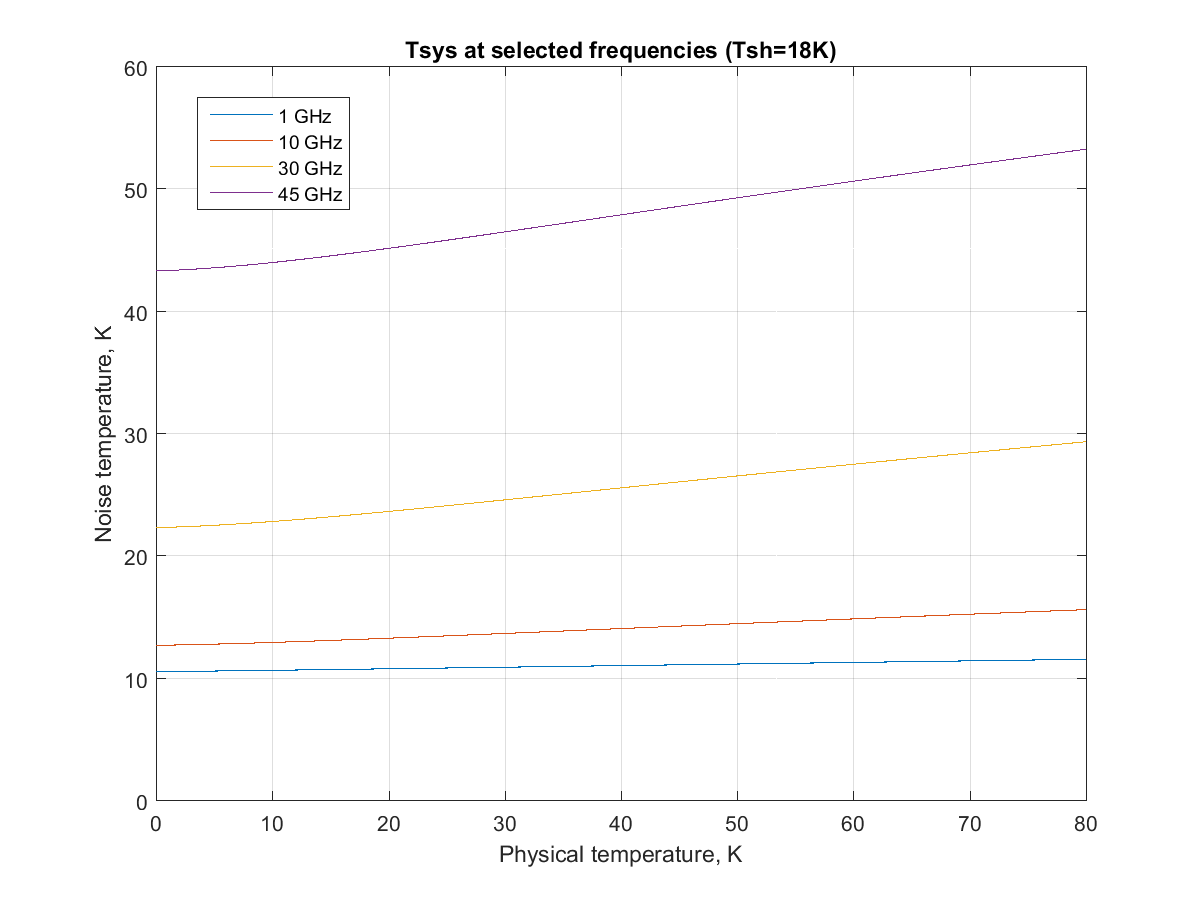 Tsys at selected frequencies (Tsh=18K)
60
50
40
30
20
10
0
1 GHz
10 GHz
30 GHz
45 GHz
Noise temperature, K
0 10 20 30 40 50 60 70 80
Physical temperature, K